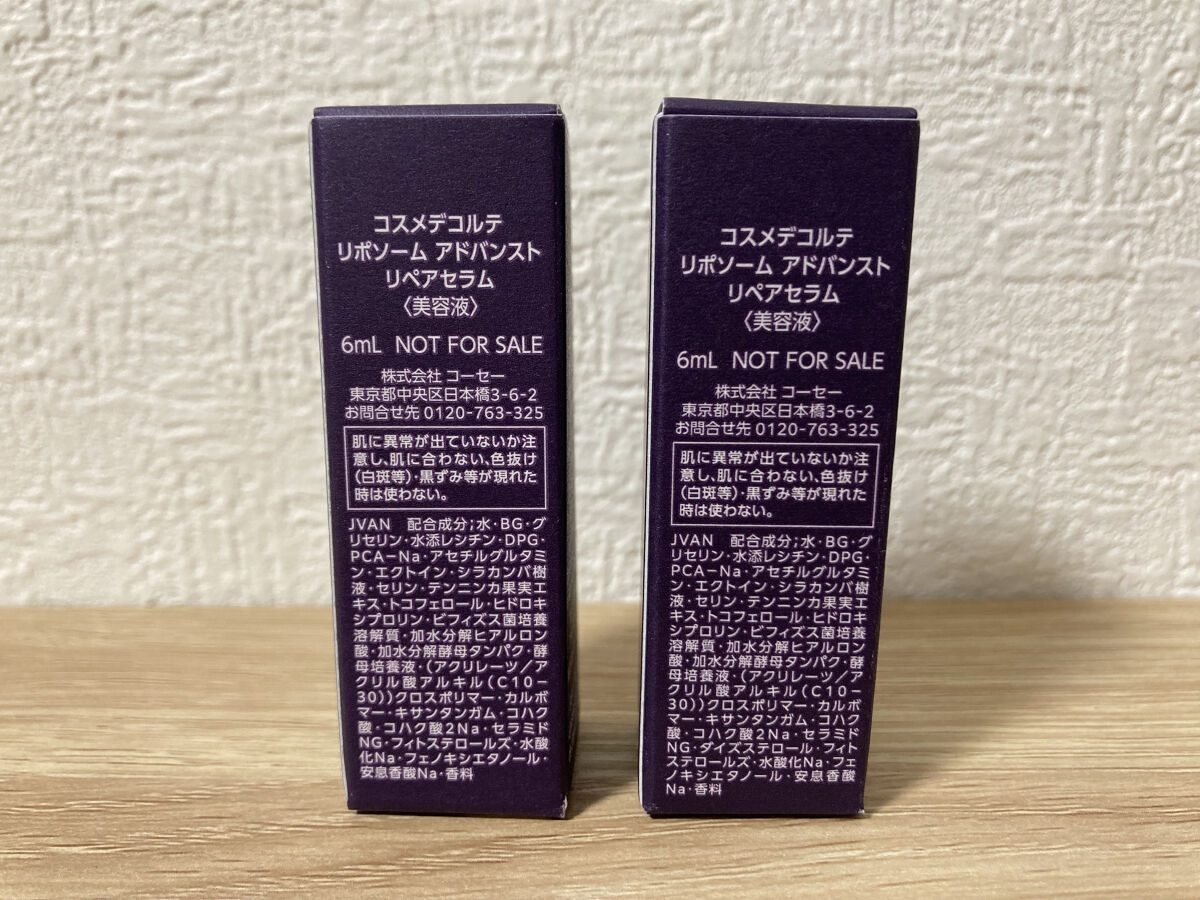 コスメデコルテ
リポソーム アドバンスト
リペアセラム
〈美容液〉
6mL NOT FOR SALE
株式会社 コーセー
東京都中央区日本橋3-6-2
お問合せ先 0120-763-325
肌に異常が出ていないか注
意し、肌に合わない、色抜け
(白斑等)・黒ずみ等が現れた
時は使わない。
JVAN 配合成分;水・BG・グ
リセリン・水添レシチン・DPG・
PCA-Na・アセチルグルタミ
ン・エクトイン・シラカンバ樹
液・セリン・テンニンカ果実エ
キス・トコフェロール・ヒドロキ
シプロリン・ビフィズス菌培養
溶解質・加水分解ヒアルロン
酸・加水分解酵母タンパク・酵
母培養液・(アクリレーツ/ア
クリル酸アルキル(C10-
30))クロスポリマー・カルボ
マー・キサンタンガム・コハク
酸・コハク酸2Na・セラミド
NG・フィトステロールズ・水酸
化Na・フェノキシエタノール・
安息香酸Na・香料
コスメデコルテ
リポソーム アドバンスト
リペアセラム
〈美容液〉
6mL NOT FOR SALE
株式会社 コーセー
東京都中央区日本橋3-6-2
お問合せ先 0120-763-325
肌に異常が出ていないか注
意し、肌に合わない、色抜け
(白斑等)・黒ずみ等が現れた
時は使わない。
JVAN 配合成分;水・BG・グ
リセリン・水添レシチン・DPG・
PCA-Na・アセチルグルタミ
ン・エクトイン・シラカンバ樹
液・セリン・テンニンカ果実エ
キス・トコフェロール・ヒドロキ
シプロリン・ビフィズス菌培養
溶解質・加水分解ヒアルロン
酸・加水分解酵母タンパク・酵
母培養液・(アクリレーツ/ア
クリル酸アルキル(C10-
30))クロスポリマー・カルボ
マー・キサンタンガム・コハク
酸・コハク酸2Na・セラミド
NG・ダイズステロール・フィト
ステロールズ・水酸化Na・フェ
ノキシエタノール・安息香酸
Na・香料